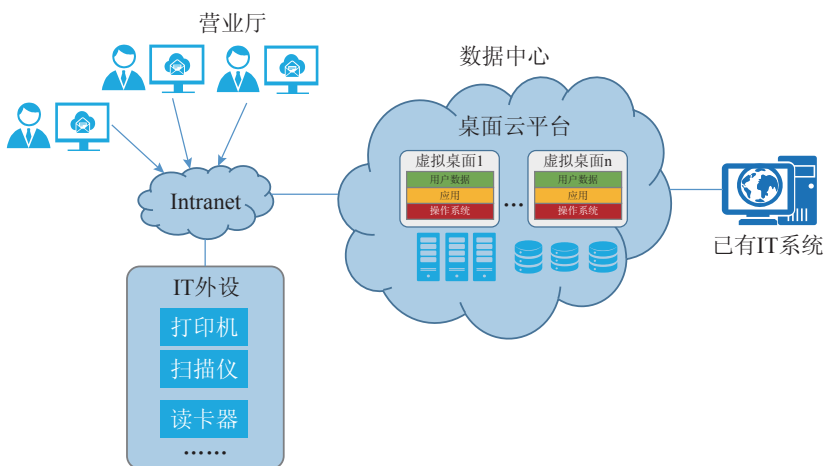 营业厅
数据中心
桌面云平台
虚拟桌面1
用户数据
应用
操作系统
...
虚拟桌面n
用户数据
应用
操作系统
Intranet
已有IT系统
IT外设
打印机
扫描仪
读卡器
……